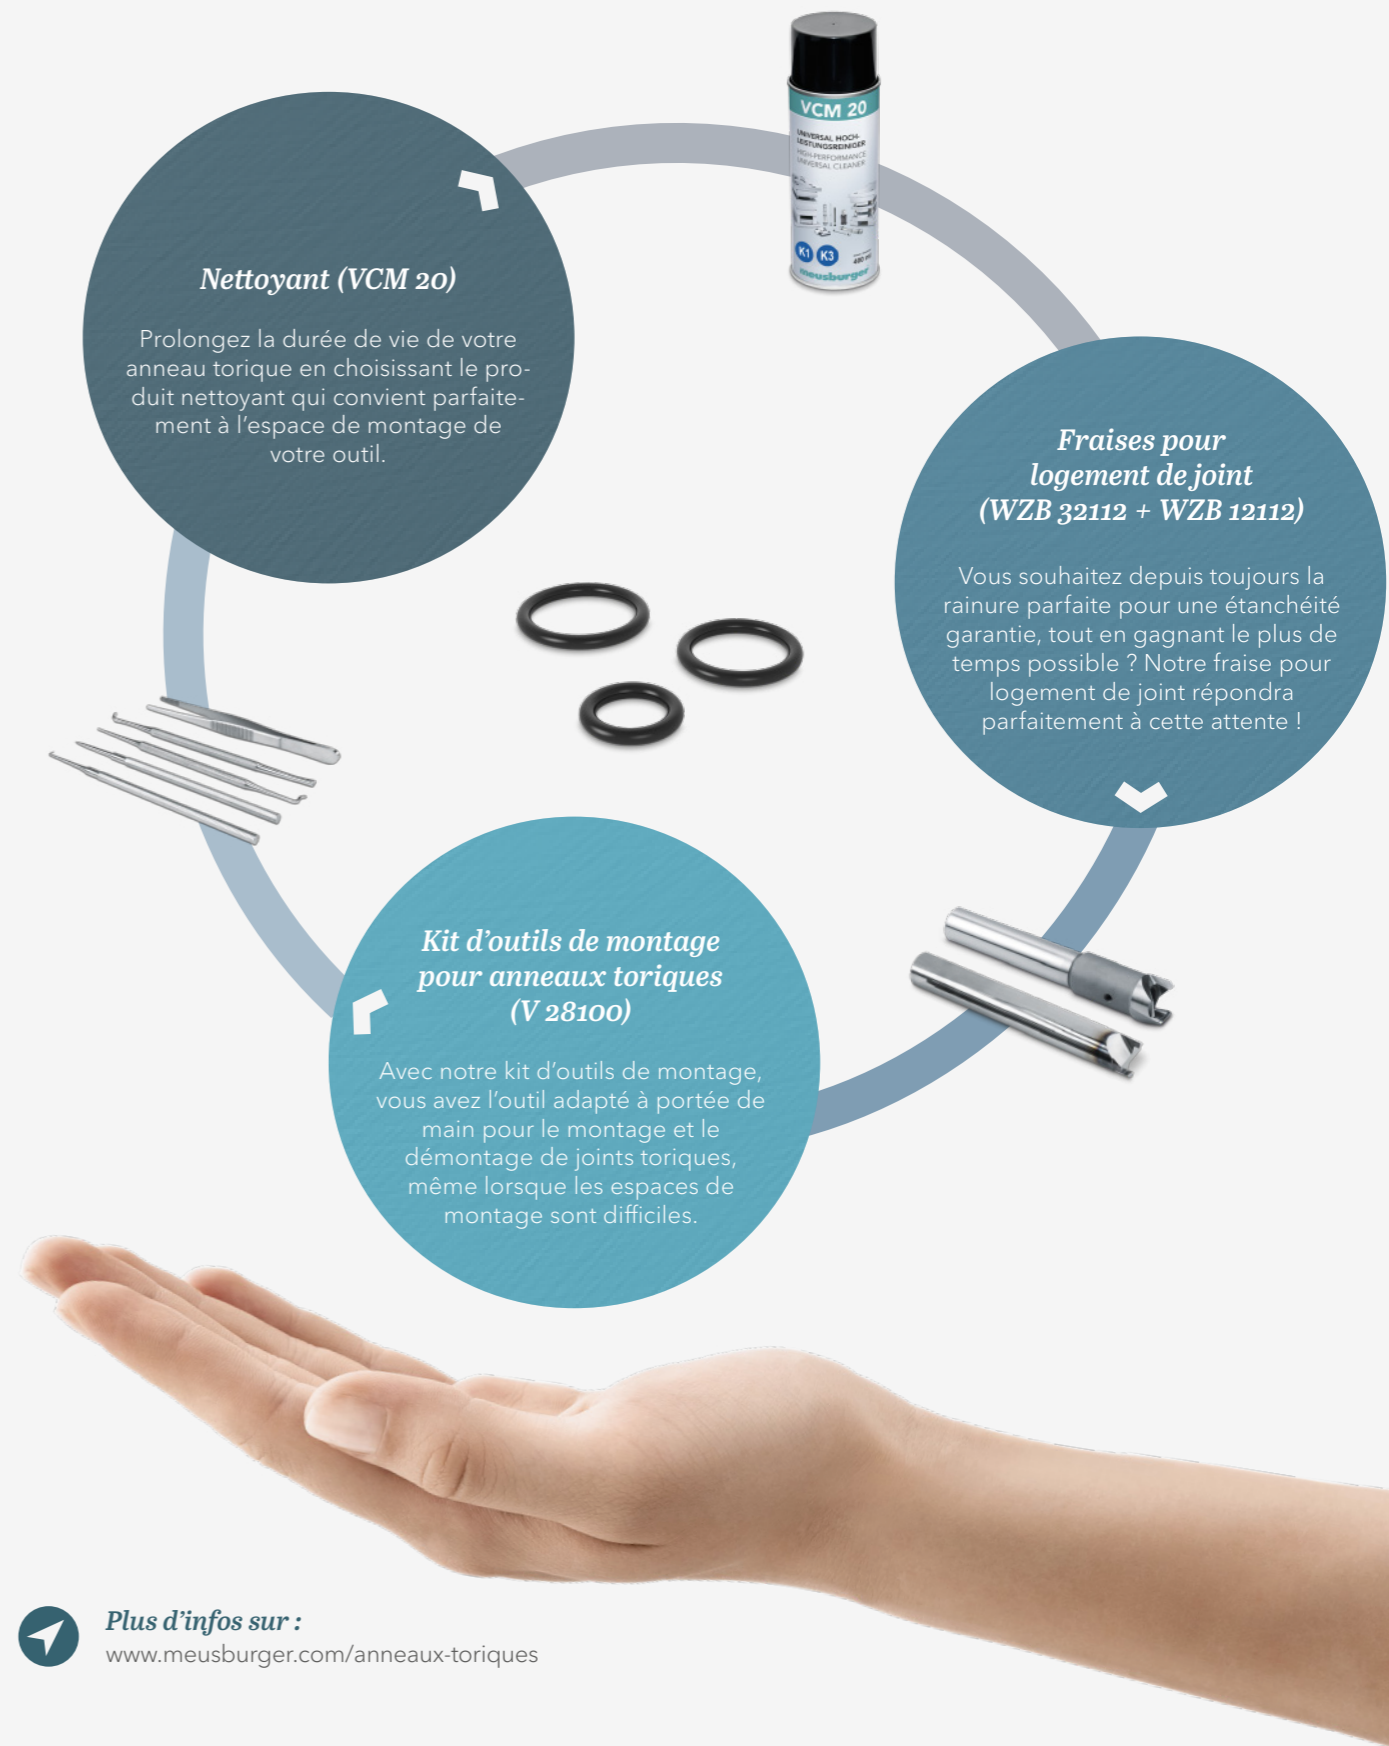 VCM 20
UNIVERSAL HOCH-
LEISTUNGSREINIGER
HIGH-PERFORMANCE
UNIVERSAL CLEANER
K1 K3
480 ml
meusburger
Nettoyant (VCM 20)
Prolongez la durée de vie de votre
anneau torique en choisissant le pro-
duit nettoyant qui convient parfaite-
ment à l’espace de montage de
votre outil.
Fraises pour
logement de joint
(WZB 32112 + WZB 12112)
Vous souhaitez depuis toujours la
rainure parfaite pour une étanchéité
garantie, tout en gagnant le plus de
temps possible ? Notre fraise pour
logement de joint répondra
parfaitement à cette attente !
Kit d’outils de montage
pour anneaux toriques
(V 28100)
Avec notre kit d’outils de montage,
vous avez l’outil adapté à portée de
main pour le montage et le
démontage de joints toriques,
même lorsque les espaces de
montage sont difficiles.
Plus d’infos sur :
www.meusburger.com/anneaux-toriques